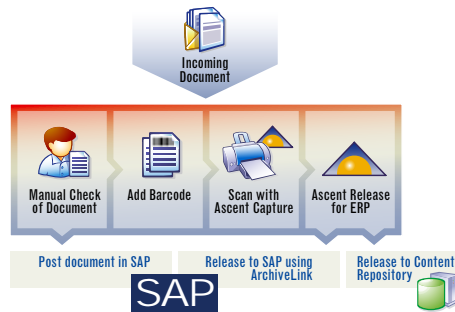 Incoming
Document
Manual Check
of Document
Add Barcode
Scan with
Ascent Capture
Ascent Release
for ERP
Post document in SAP
Release to SAP using
ArchiveLink
Release to Content
Repository
SAP